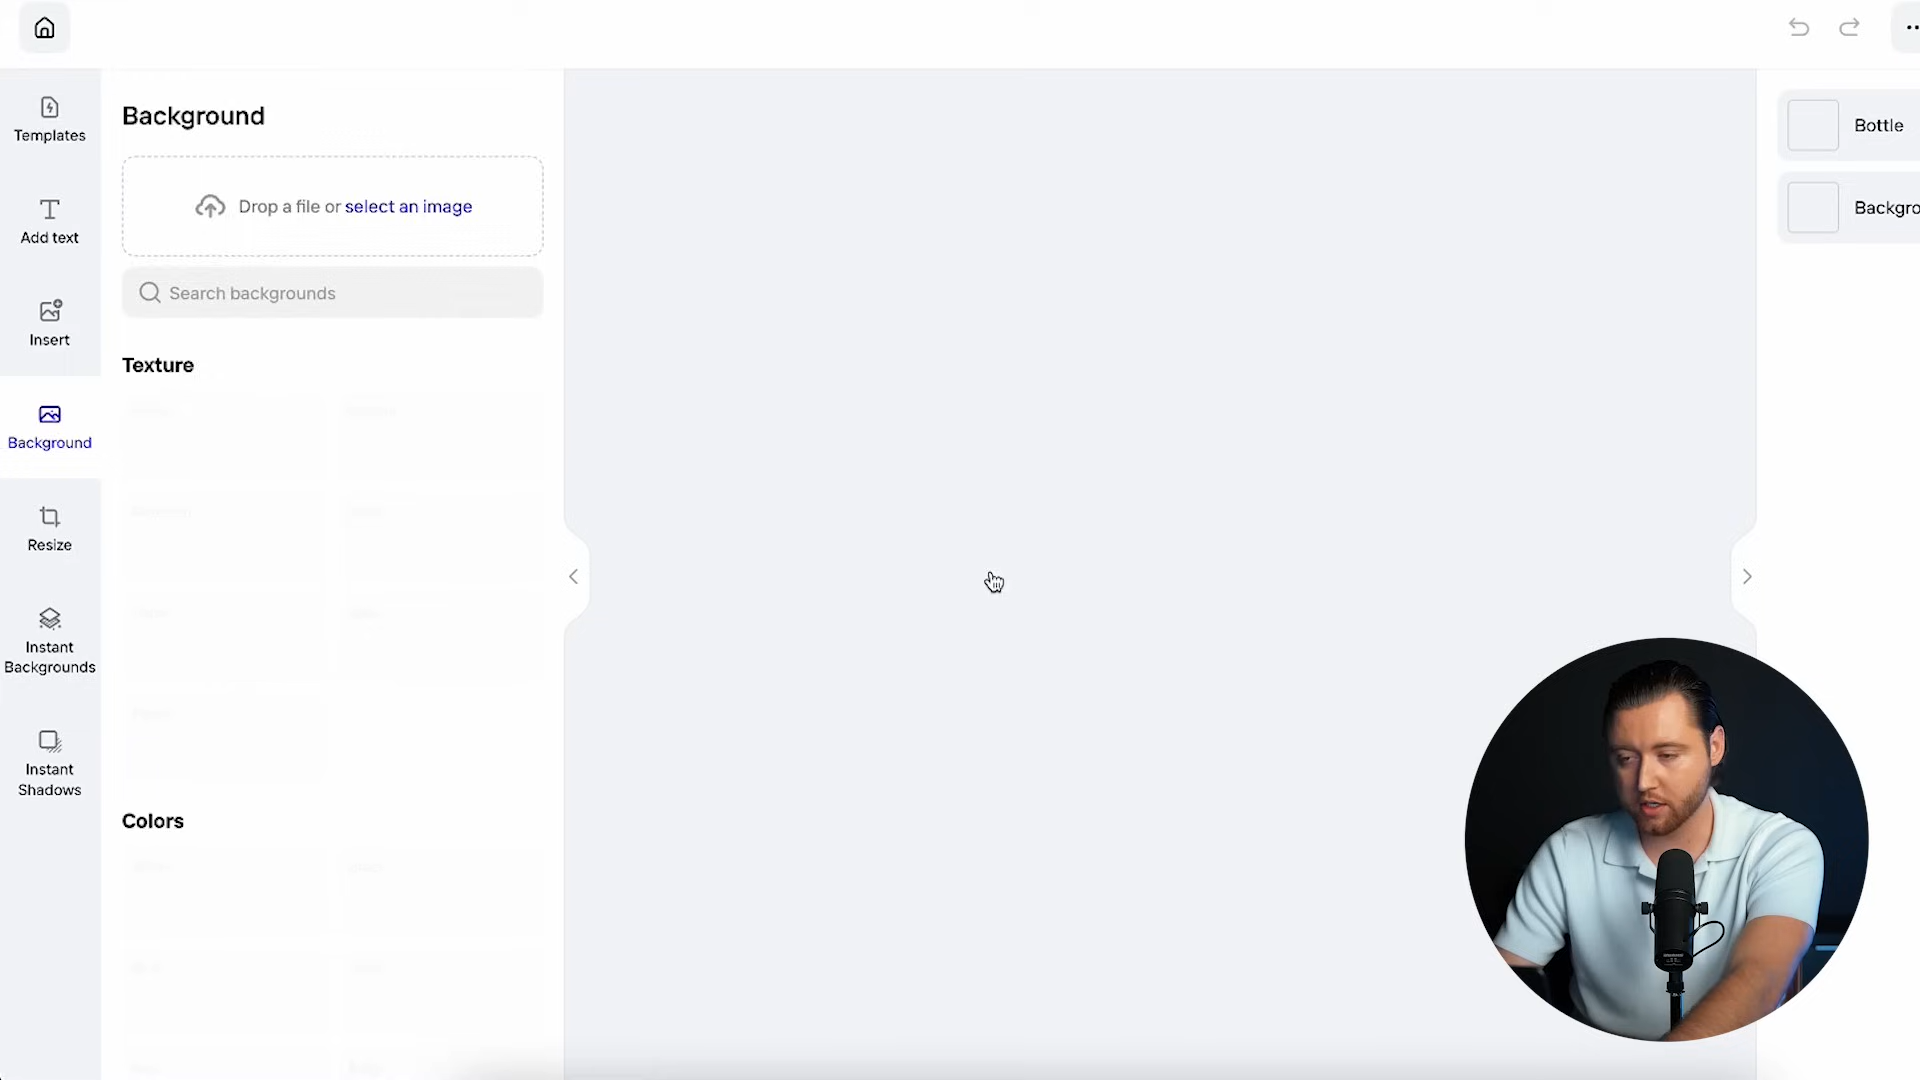 Templates
Add text
Insert
Background
Resize
Instant
Backgrounds
Instant
Shadows
Background
Drop a file or select an image
Search backgrounds
Texture
Colors
Bottle
Backgro